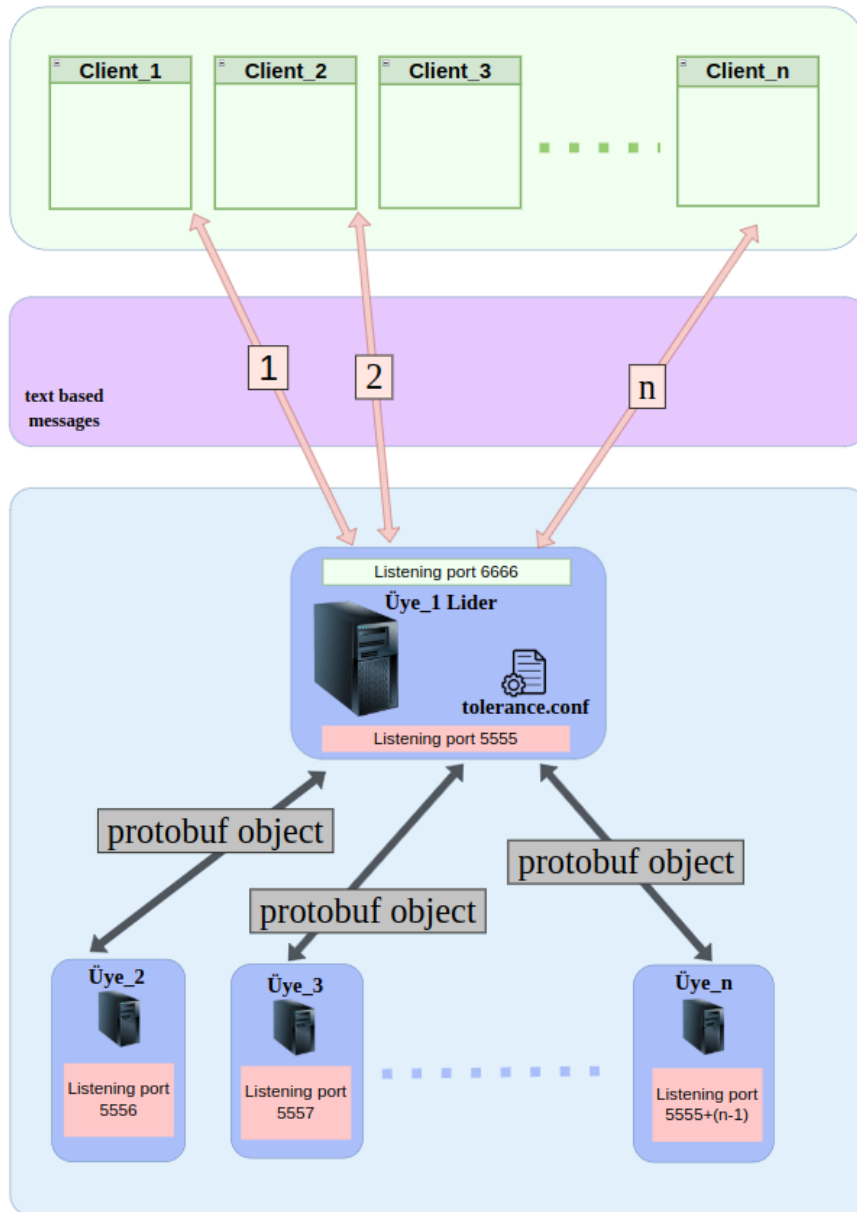 Client_1
Client_2
Client_3
Client_n
1
2
n
text based
messages
Listening port 6666
Üye_1 Lider
tolerance.conf
Listening port 5555
protobuf object
protobuf object
protobuf object
Üye_2
Listening port
5556
Üye_3
Listening port
5557
Üye_n
Listening port
5555+(n-1)